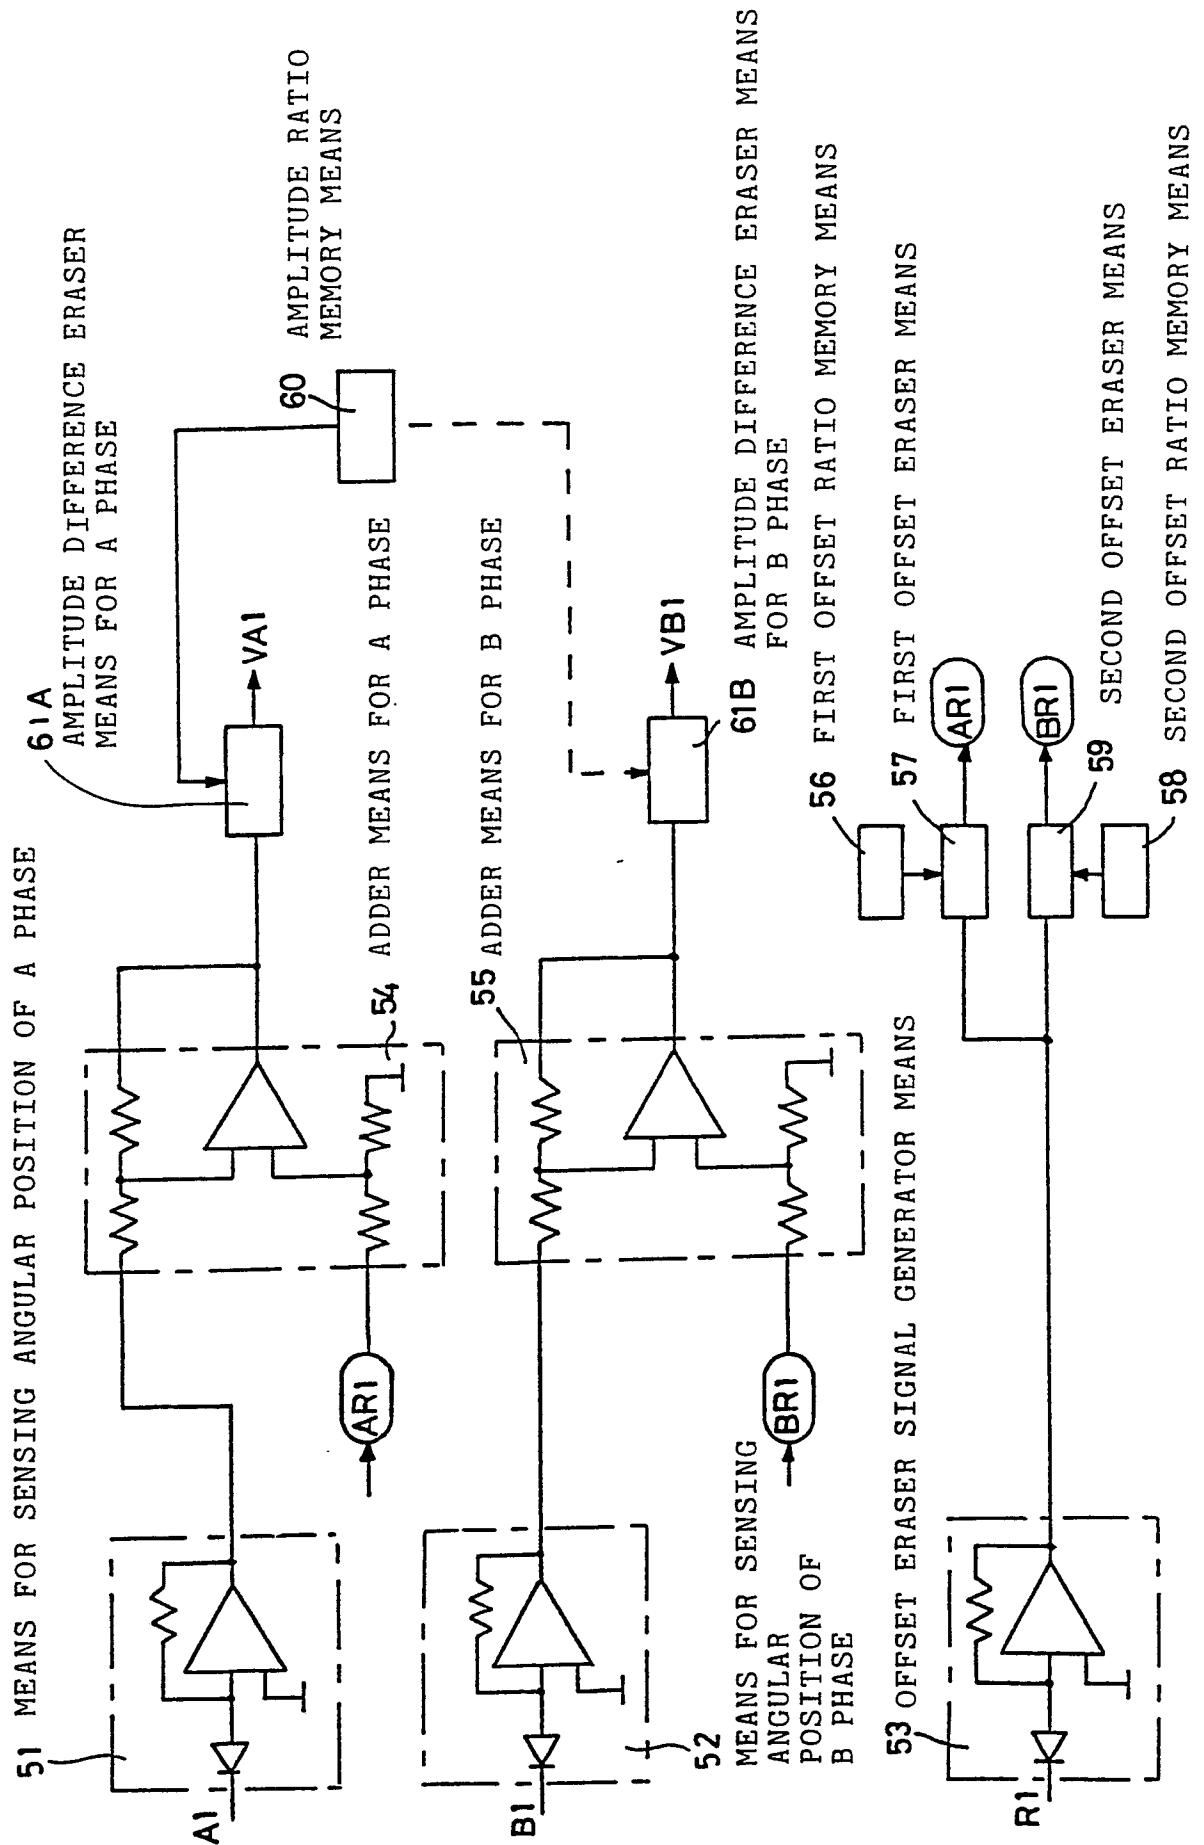 51 MEANS FOR SENSING ANGULAR POSITION OF A PHASE
61A
AMPLITUDE DIFFERENCE ERASER
MEANS FOR A PHASE
AMPLITUDE RATIO
MEMORY MEANS
60
A1
VA1
AR1
54 ADDER MEANS FOR A PHASE
55 ADDER MEANS FOR B PHASE
B1
VB1
52
MEANS FOR SENSING
ANGULAR
POSITION OF
B PHASE
BR1
61B AMPLITUDE DIFFERENCE ERASER MEANS
FOR B PHASE
56 FIRST OFFSET RATIO MEMORY MEANS
53 OFFSET ERASER SIGNAL GENERATOR MEANS
57 FIRST OFFSET ERASER MEANS
AR1
R1
BR1
59 SECOND OFFSET ERASER MEANS
58 SECOND OFFSET RATIO MEMORY MEANS